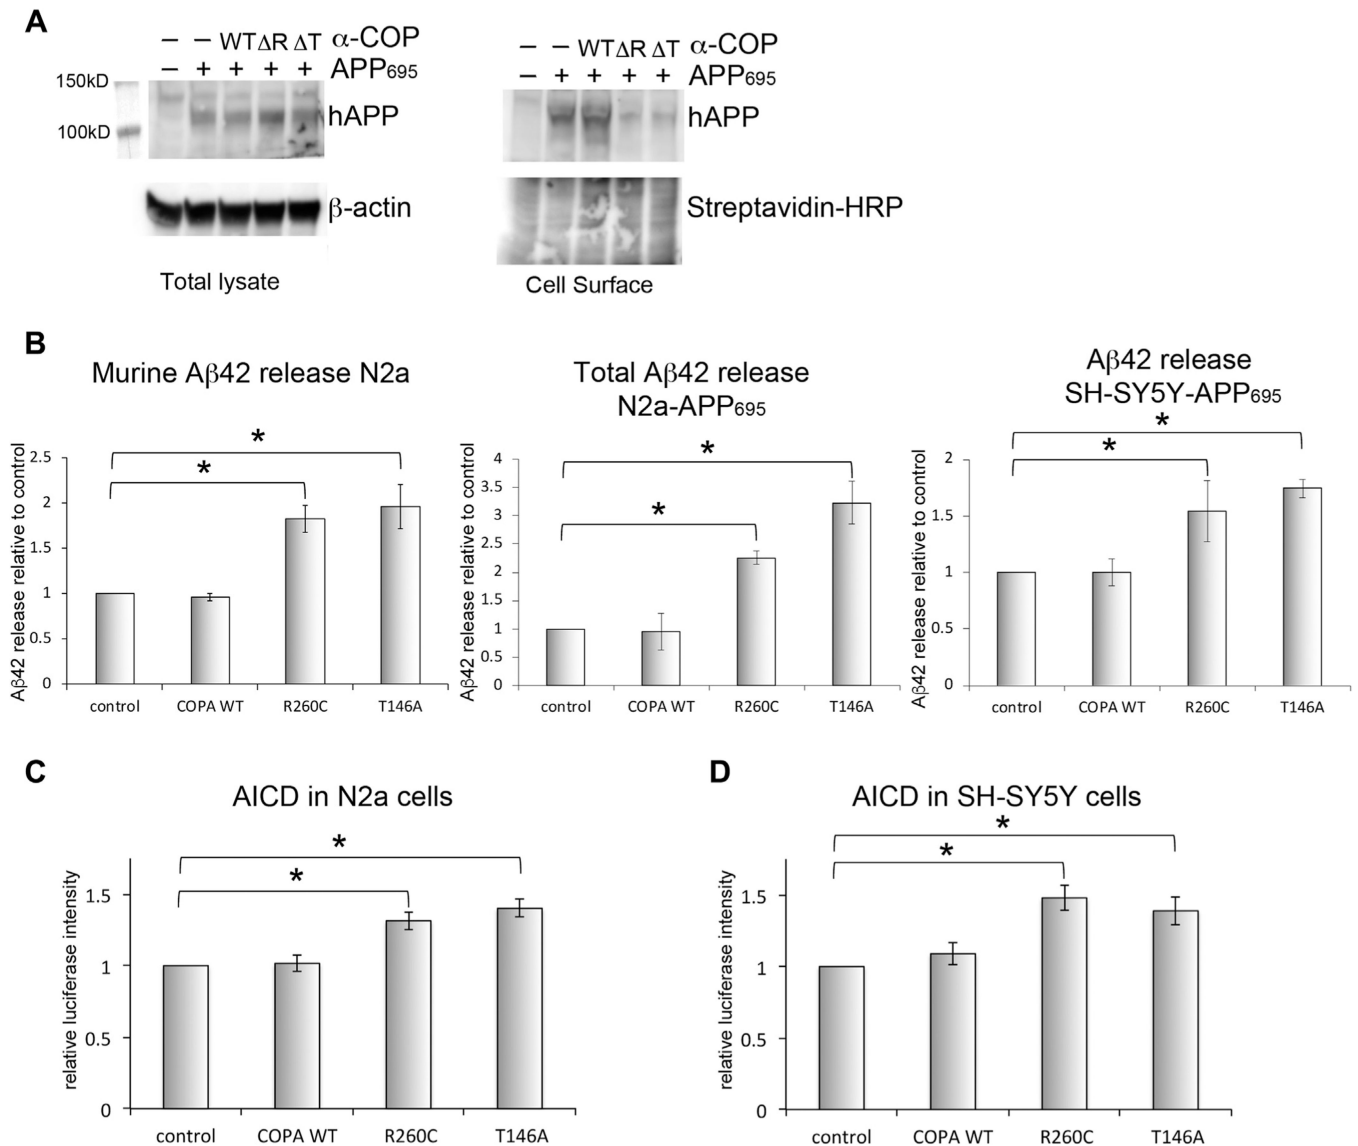 A
– – WT ΔR ΔT α-COP
– + + + + APP695
150kD
100kD
hAPP
β-actin
Total lysate
– – WT ΔR ΔT α-COP
– + + + + APP695
hAPP
Streptavidin-HRP
Cell Surface
B
Murine Aβ42 release N2a
Aβ42 release relative to control
2.5
2
1.5
1
0.5
0
* *
control COPA WT R260C T146A
Total Aβ42 release
N2a-APP695
Aβ42 release relative to control
4
3.5
3
2.5
2
1.5
1
0.5
0
* *
control COPA WT R260C T146A
Aβ42 release
SH-SY5Y-APP695
Aβ42 release relative to control
2
1.5
1
0.5
0
* *
control COPA WT R260C T146A
C
AICD in N2a cells
relative luciferase intensity
1.5
1
0.5
0
* *
control COPA WT R260C T146A
D
AICD in SH-SY5Y cells
relative luciferase intensity
1.5
1
0.5
0
* *
control COPA WT R260C T146A